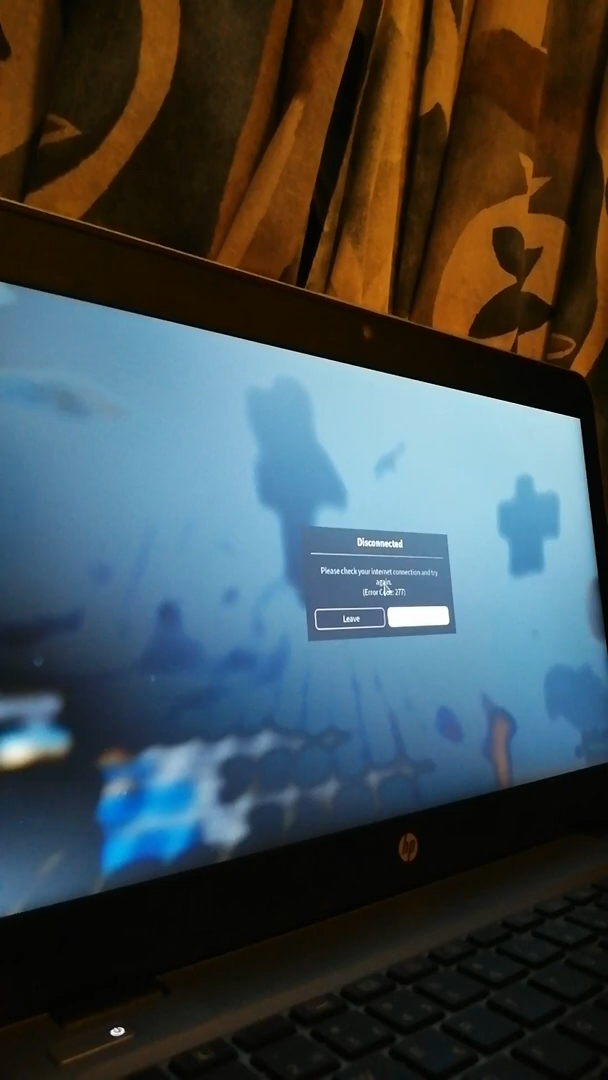 Disconnected
Please check your internet connection and try
again.
(Error Code: 277)
Leave
hp